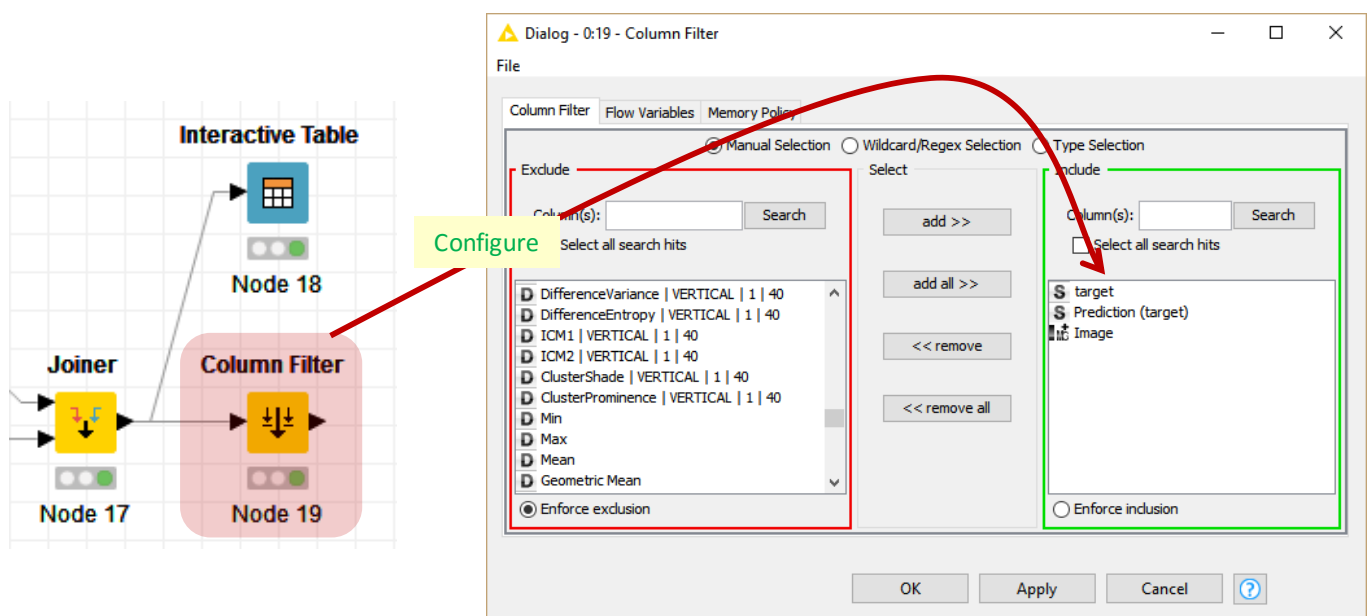 Interactive Table
Node 18
Joiner
Node 17
Column Filter
Node 19
Configure
Dialog - 0:19 - Column Filter
File
Column Filter Flow Variables Memory Policy
Manual Selection Wildcard/Regex Selection Type Selection
Exclude
Column(s): Search
Select all search hits
D DifferenceVariance | VERTICAL | 1 | 40
D DifferenceEntropy | VERTICAL | 1 | 40
D ICM1 | VERTICAL | 1 | 40
D ICM2 | VERTICAL | 1 | 40
D ClusterShade | VERTICAL | 1 | 40
D ClusterProminence | VERTICAL | 1 | 40
D Min
D Max
D Mean
D Geometric Mean
Enforce exclusion
Select
add >>
add all >>
<< remove
<< remove all
Include
Column(s): Search
Select all search hits
S target
S Prediction (target)
Image
Enforce inclusion
OK Apply Cancel ?